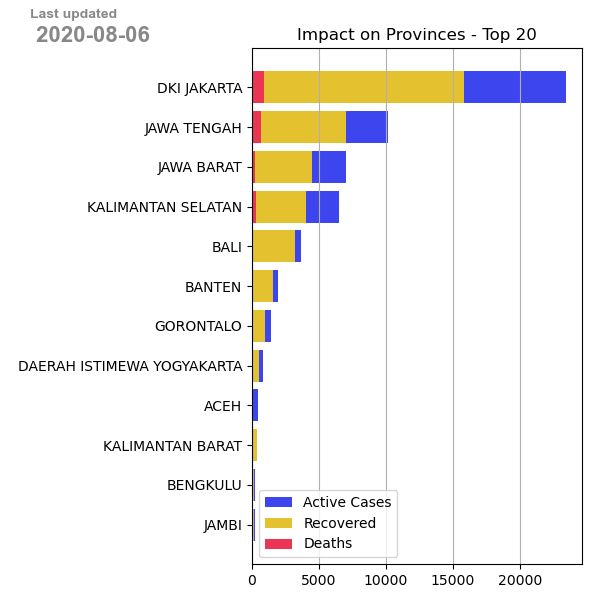 Last updated
2020-08-06
Impact on Provinces - Top 20
DKI JAKARTA
JAWA TENGAH
JAWA BARAT
KALIMANTAN SELATAN
BALI
BANTEN
GORONTALO
DAERAH ISTIMEWA YOGYAKARTA
ACEH
KALIMANTAN BARAT
BENGKULU
JAMBI
Active Cases
Recovered
Deaths
0 5000 10000 15000 20000